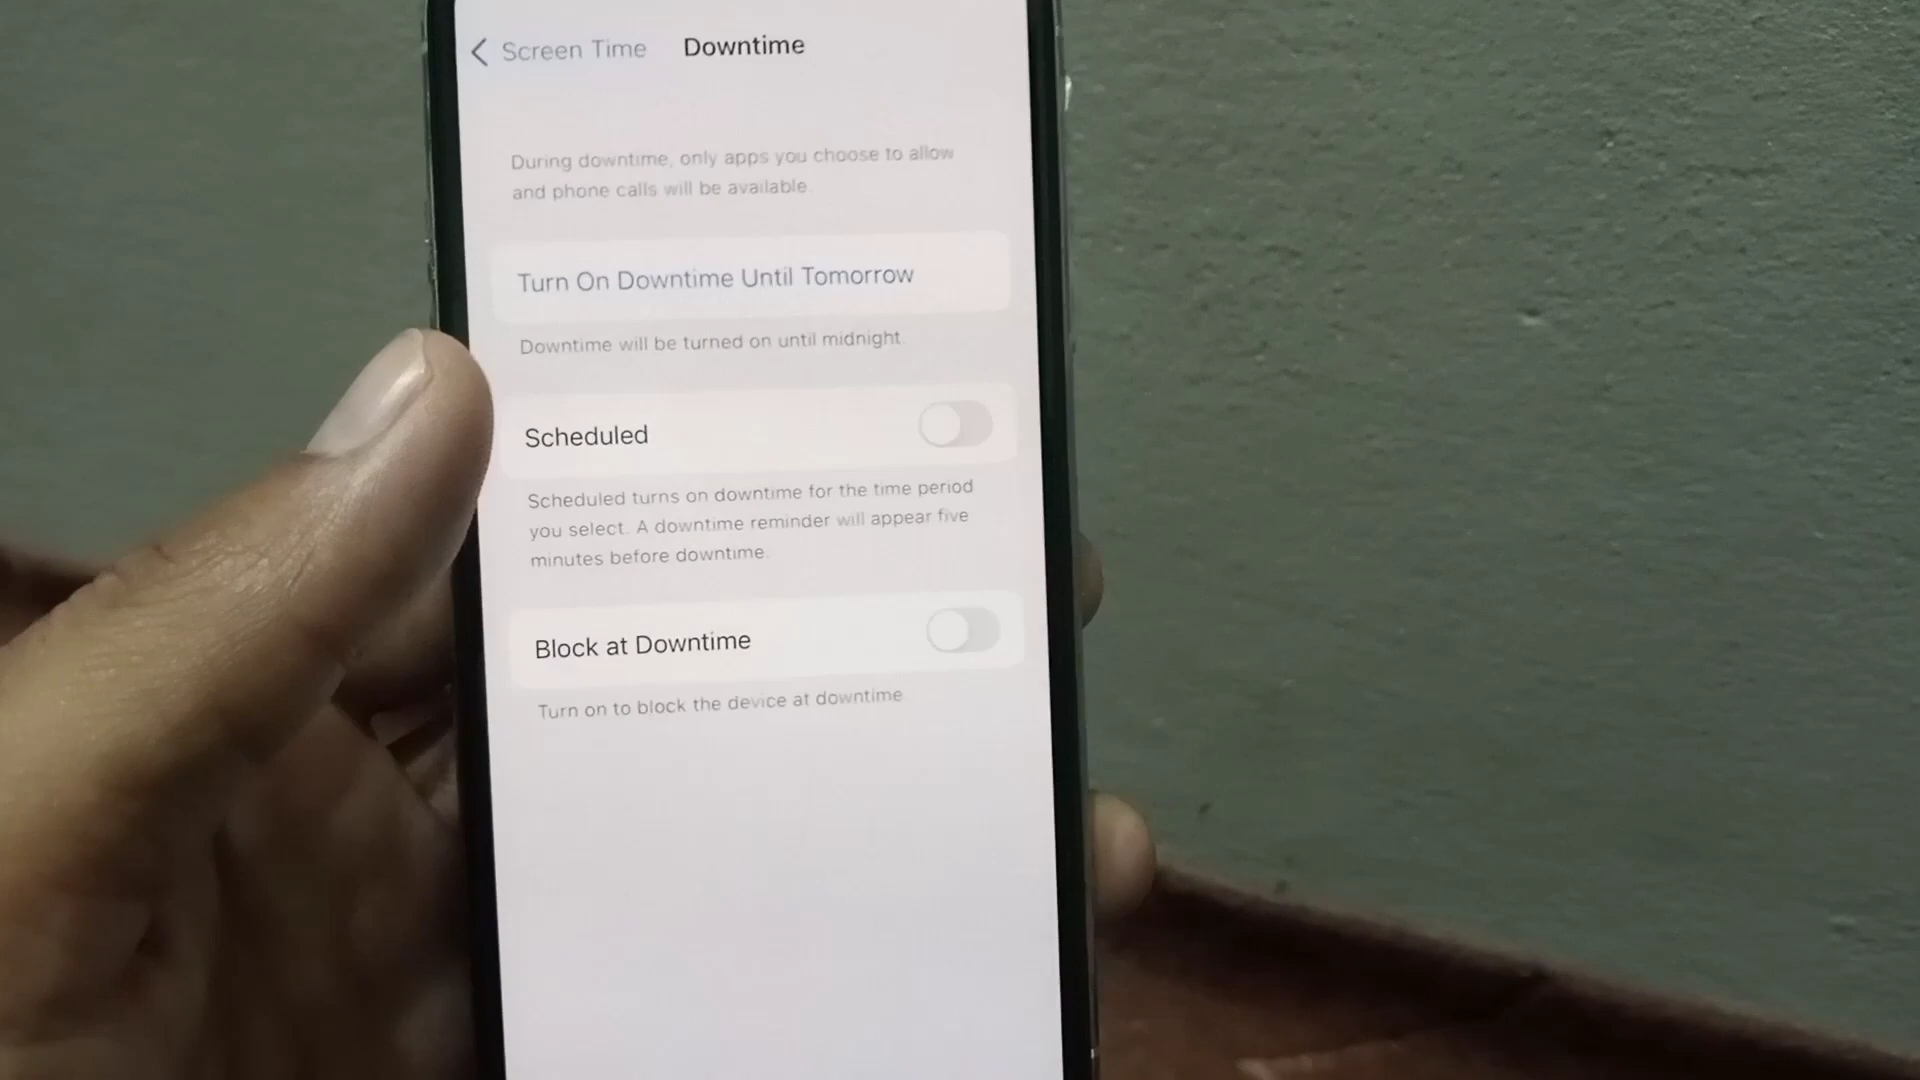 Screen Time Downtime
During downtime, only apps you choose to allow
and phone calls will be available.
Turn On Downtime Until Tomorrow
Downtime will be turned on until midnight.
Scheduled
Scheduled turns on downtime for the time period
you select. A downtime reminder will appear five
minutes before downtime.
Block at Downtime
Turn on to block the device at downtime.